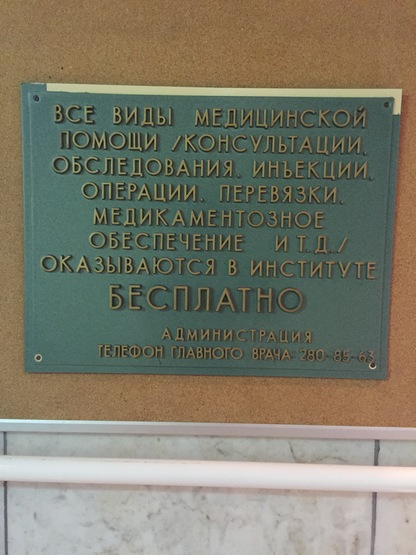 ВСЕ ВИДЫ МЕДИЦИНСКОЙ
ПОМОЩИ /КОНСУЛЬТАЦИИ,
ОБСЛЕДОВАНИЯ, ИНЪЕКЦИИ,
ОПЕРАЦИИ, ПЕРЕВЯЗКИ,
МЕДИКАМЕНТОЗНОЕ
ОБЕСПЕЧЕНИЕ И Т.Д./
ОКАЗЫВАЮТСЯ В ИНСТИТУТЕ
БЕСПЛАТНО
АДМИНИСТРАЦИЯ
ТЕЛЕФОН ГЛАВНОГО ВРАЧА: 280-85-63